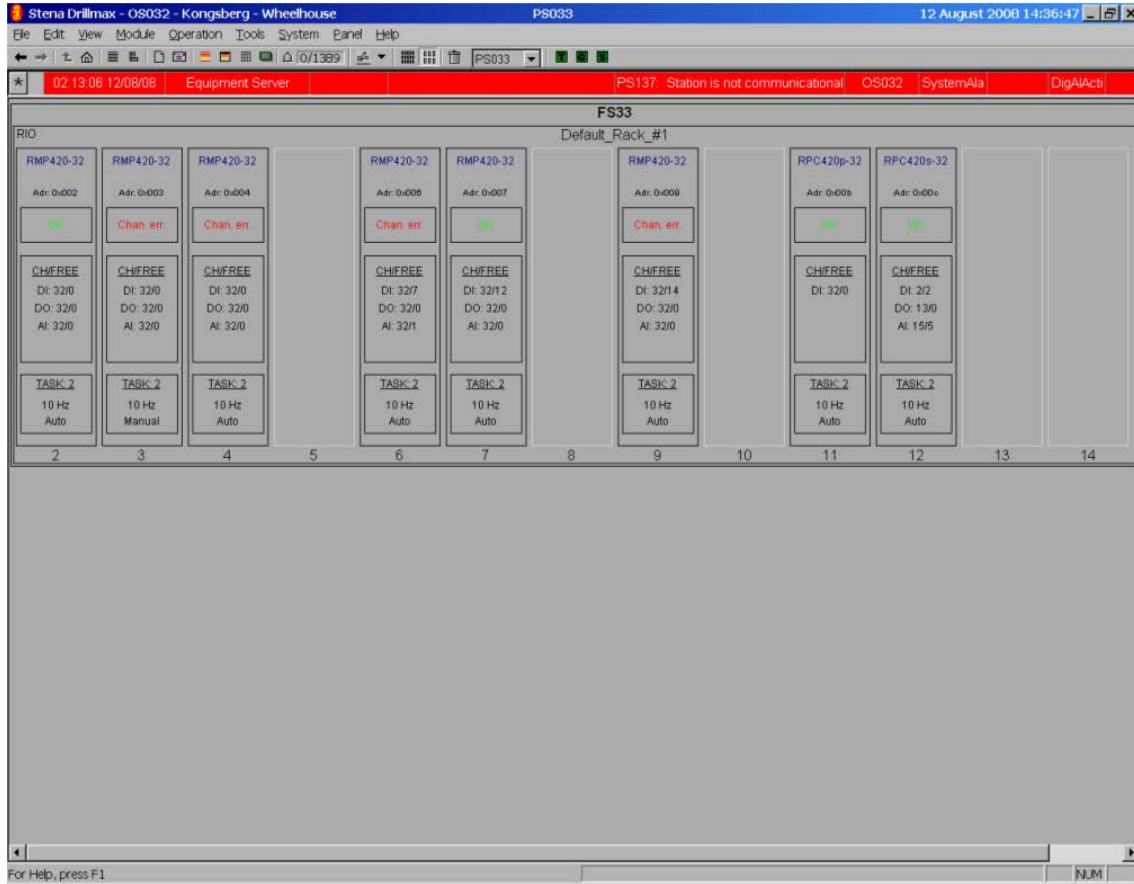 Stena Drillmax - OS032 - Kongsberg - Wheelhouse PS033 12 August 2008 14:36:47
File Edit View Module Operation Tools System Panel Help
0/1389 PS033 T C S
* 02:13:06 12/08/08 Equipment Server PS137: Station is not communicational OS032 SystemAla DigAlActi
FS33
RIO Default_Rack_#1
RMP420-32 RMP420-32 RMP420-32 RMP420-32 RMP420-32 RMP420-32 RPC420p-32 RPC420s-32
Adr: 0x002 Adr: 0x003 Adr: 0x004 Adr: 0x006 Adr: 0x007 Adr: 0x009 Adr: 0x00b Adr: 0x00c
OK Chan. err. Chan. err. Chan. err. OK Chan. err. OK OK
CH/FREE CH/FREE CH/FREE CH/FREE CH/FREE CH/FREE CH/FREE CH/FREE
DI: 32/0 DI: 32/0 DI: 32/0 DI: 32/7 DI: 32/12 DI: 32/14 DI: 32/0 DI: 2/2
DO: 32/0 DO: 32/0 DO: 32/0 DO: 32/0 DO: 32/0 DO: 32/0 DO: 13/0
AI: 32/0 AI: 32/0 AI: 32/0 AI: 32/1 AI: 32/0 AI: 32/0 AI: 15/5
TASK: 2 TASK: 2 TASK: 2 TASK: 2 TASK: 2 TASK: 2 TASK: 2 TASK: 2
10 Hz 10 Hz 10 Hz 10 Hz 10 Hz 10 Hz 10 Hz 10 Hz
Auto Manual Auto Auto Auto Auto Auto Auto
2 3 4 5 6 7 8 9 10 11 12 13 14
For Help, press F1 NUM